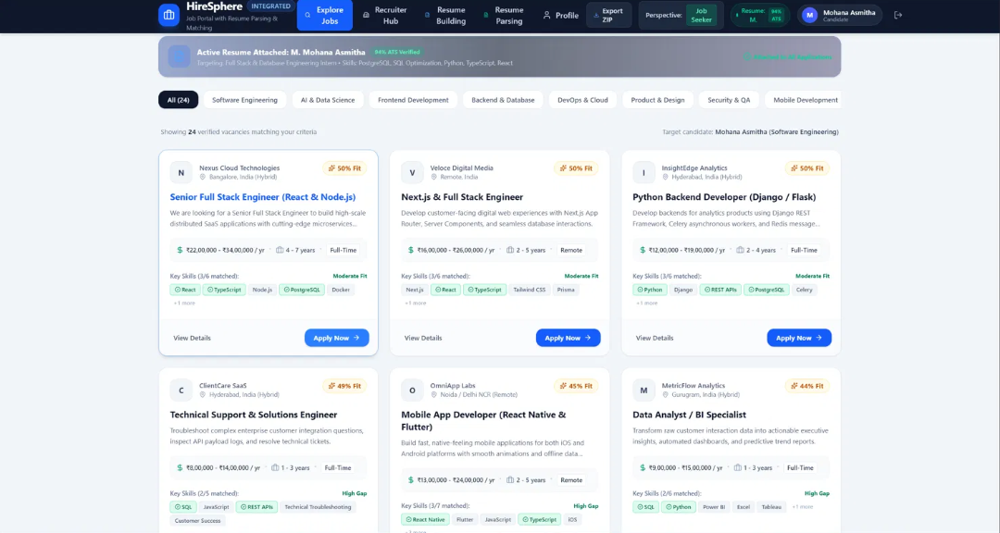 HireSphere INTEGRATED
Job Portal with Resume Parsing & Matching
Explore Jobs
Recruiter Hub
Resume Building
Resume Parsing
Profile
Export ZIP
Perspective: Job Seeker
Resume: M. 94% ATS
M Mohana Asmitha
Candidate
Active Resume Attached: M. Mohana Asmitha 94% ATS Verified
Targeting: Full Stack & Database Engineering Intern • Skills: PostgreSQL, SQL Optimization, Python, TypeScript, React
All (24) Software Engineering AI & Data Science Frontend Development Backend & Database DevOps & Cloud Product & Design Security & QA Mobile Development
Showing 24 verified vacancies matching your criteria
Target candidate: Mohana Asmitha (Software Engineering)
N Nexus Cloud Technologies 50% Fit
Bangalore, India (Hybrid)
Senior Full Stack Engineer (React & Node.js)
We are looking for a Senior Full Stack Engineer to build high-scale
distributed SaaS applications with cutting-edge microservices...
$ ₹22,00,000 - ₹34,00,000 / yr • 4 - 7 years • Full-Time
Key Skills (3/6 matched): Moderate Fit
React TypeScript Node.js PostgreSQL Docker
+1 more
View Details Apply Now →
V Veloce Digital Media 50% Fit
Remote, India
Next.js & Full Stack Engineer
Develop customer-facing digital web experiences with Next.js App
Router, Server Components, and seamless database interactions.
$ ₹16,00,000 - ₹26,00,000 / yr • 2 - 5 years • Remote
Key Skills (3/6 matched): Moderate Fit
Next.js React TypeScript Tailwind CSS Prisma
+1 more
View Details Apply Now →
I InsightEdge Analytics 50% Fit
Hyderabad, India (Hybrid)
Python Backend Developer (Django / Flask)
Develop backends for analytics products using Django REST
Framework, Celery asynchronous workers, and Redis message...
$ ₹12,00,000 - ₹19,00,000 / yr • 2 - 4 years • Full-Time
Key Skills (3/6 matched): Moderate Fit
Python Django REST APIs PostgreSQL Celery
+1 more
View Details Apply Now →
C ClientCare SaaS 49% Fit
Hyderabad, India (Hybrid)
Technical Support & Solutions Engineer
Troubleshoot complex enterprise customer integration questions,
inspect API payload logs, and resolve technical tickets.
$ ₹8,00,000 - ₹14,00,000 / yr • 1 - 3 years • Full-Time
Key Skills (2/5 matched): High Gap
SQL JavaScript REST APIs Technical Troubleshooting
Customer Success
O OmniApp Labs 45% Fit
Noida / Delhi NCR (Remote)
Mobile App Developer (React Native &
Flutter)
Build fast, native-feeling mobile applications for both iOS and
Android platforms with smooth animations and offline data...
$ ₹13,00,000 - ₹24,00,000 / yr • 2 - 5 years • Remote
Key Skills (3/7 matched): High Gap
React Native Flutter JavaScript TypeScript iOS
M MetricFlow Analytics 44% Fit
Gurugram, India (Hybrid)
Data Analyst / BI Specialist
Transform raw customer interaction data into actionable executive
insights, automated dashboards, and predictive trend reports.
$ ₹9,00,000 - ₹15,00,000 / yr • 1 - 3 years • Full-Time
Key Skills (2/6 matched): High Gap
SQL Python Power BI Excel Tableau +1 more